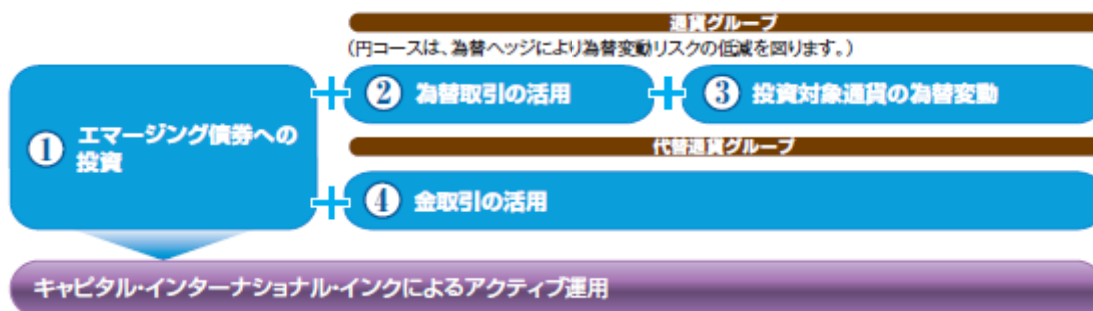 通貨グループ
(円コースは、為替ヘッジにより為替変動リスクの低減を図ります。)
① エマージング債券への
投資
+ ② 為替取引の活用 + ③ 投資対象通貨の為替変動
代替通貨グループ
+ ④ 金取引の活用
キャピタル・インターナショナル・インクによるアクティブ運用